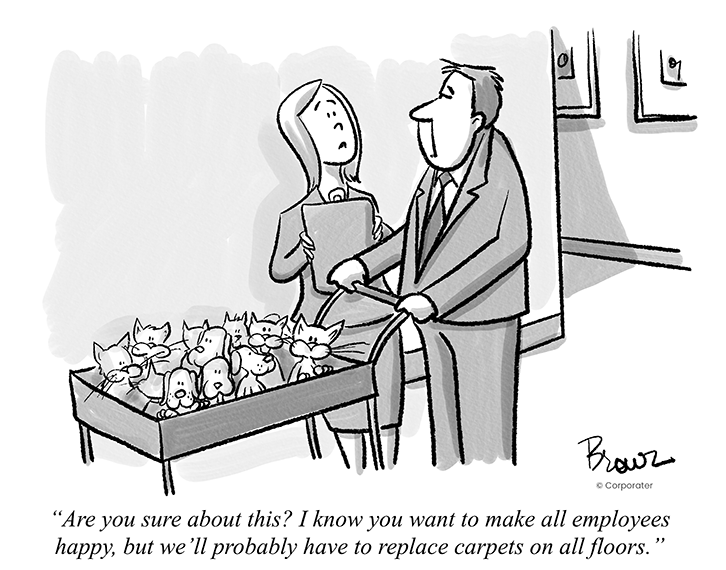 Brown
© Corporater
“Are you sure about this? I know you want to make all employees
happy, but we’ll probably have to replace carpets on all floors.”